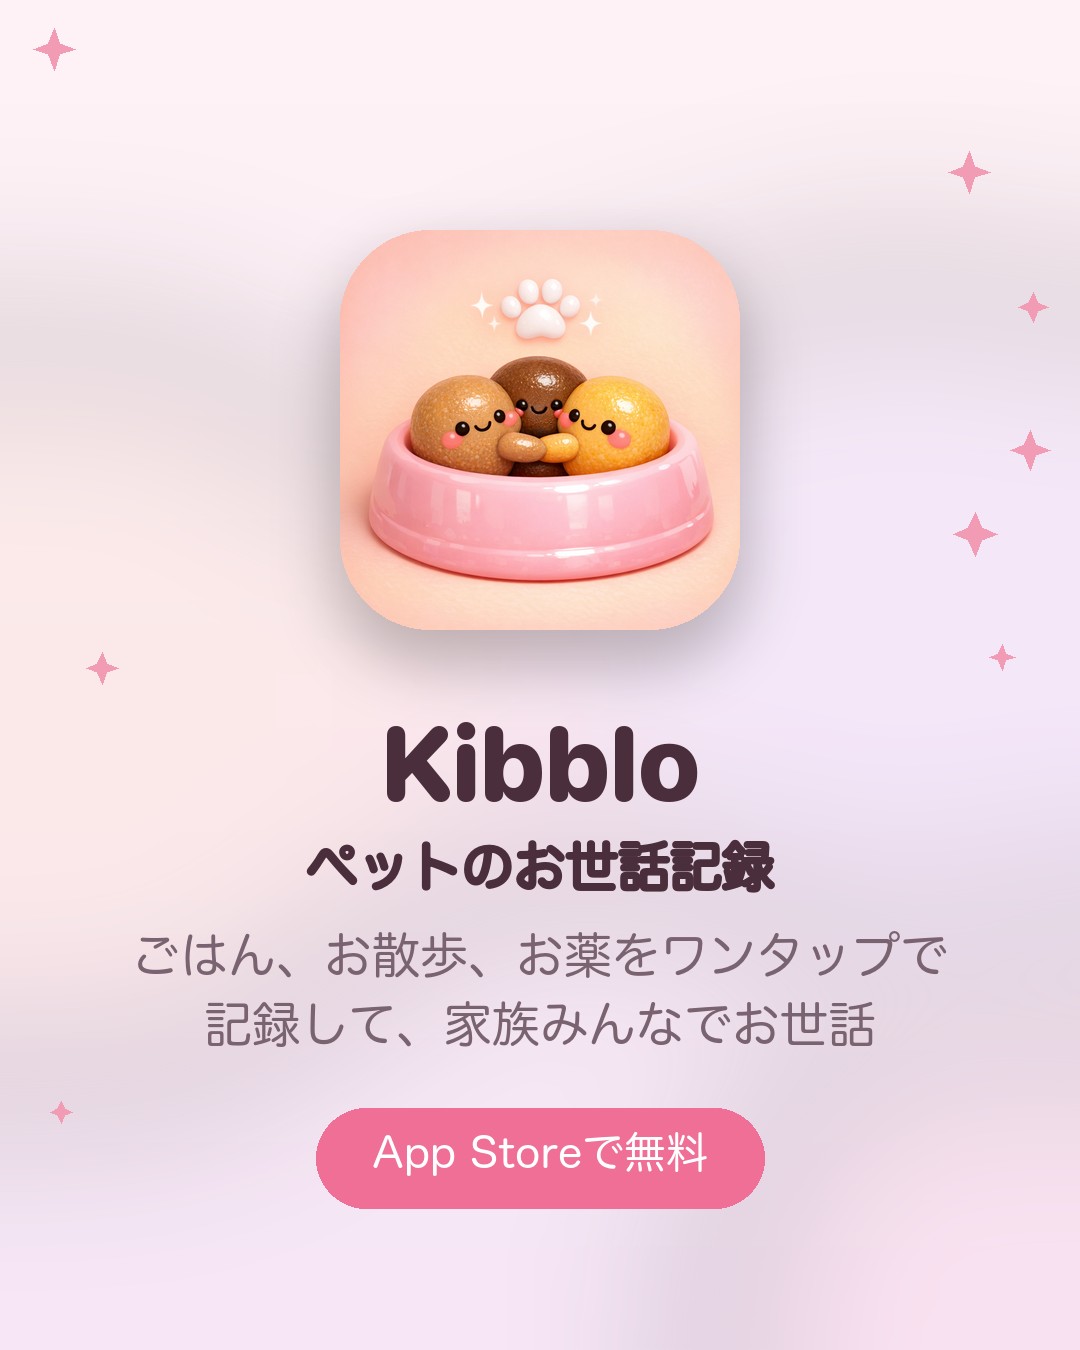 Kibblo
ペットのお世話記録
ごはん、お散歩、お薬をワンタップで
記録して、家族みんなでお世話
App Storeで無料